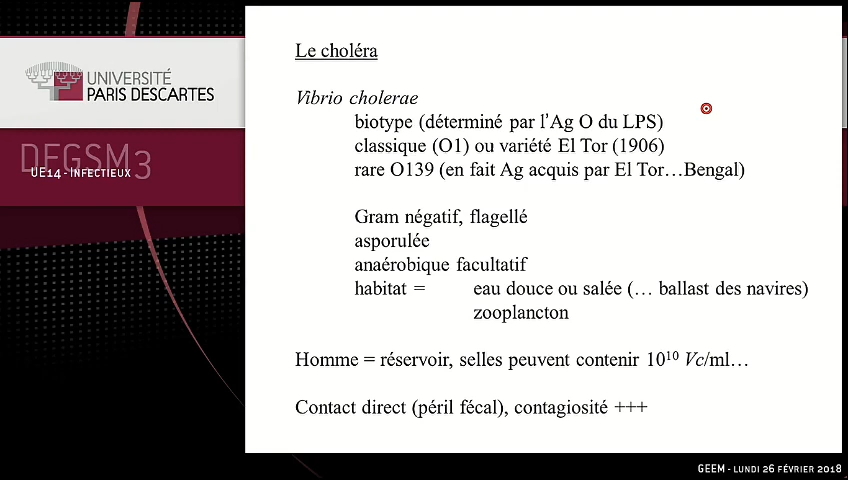 UNIVERSITÉ
PARIS DESCARTES
DFGSM3
UE14 - INFECTIEUX
Le choléra
Vibrio cholerae
biotype (déterminé par l'Ag O du LPS)
classique (O1) ou variété El Tor (1906)
rare O139 (en fait Ag acquis par El Tor…Bengal)
Gram négatif, flagellé
asporulée
anaérobique facultatif
habitat = eau douce ou salée (… ballast des navires)
zooplancton
Homme = réservoir, selles peuvent contenir 10¹⁰ Vc/ml…
Contact direct (péril fécal), contagiosité +++
GEEM - LUNDI 26 FÉVRIER 2018